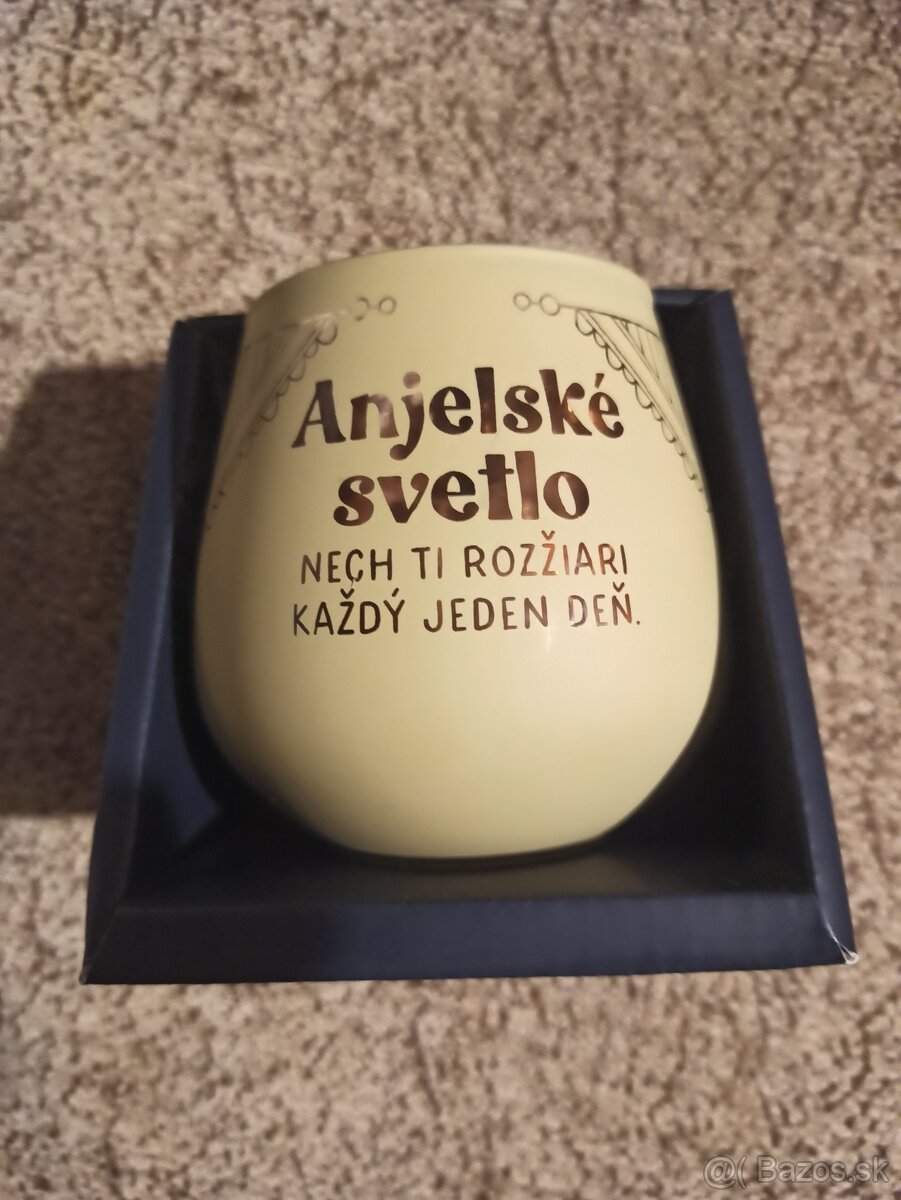 Anjelské
svetlo
NECH TI ROZŽIARI
KAŽDÝ JEDEN DEŇ.
@( Bazos.sk